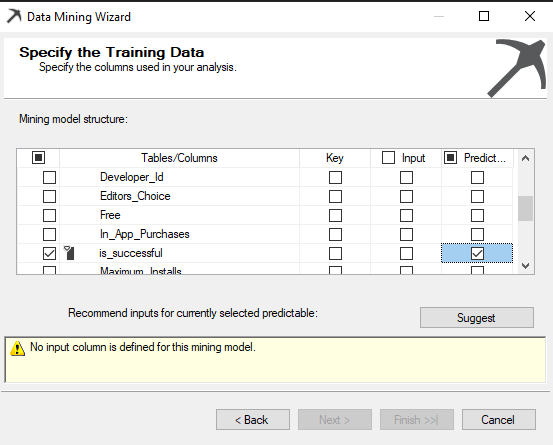 Data Mining Wizard
Specify the Training Data
Specify the columns used in your analysis.
Mining model structure:
Tables/Columns Key Input Predict...
Developer_Id
Editors_Choice
Free
In_App_Purchases
is_successful
Maximum_Installs
Recommend inputs for currently selected predictable: Suggest
No input column is defined for this mining model.
< Back Next > Finish >>| Cancel